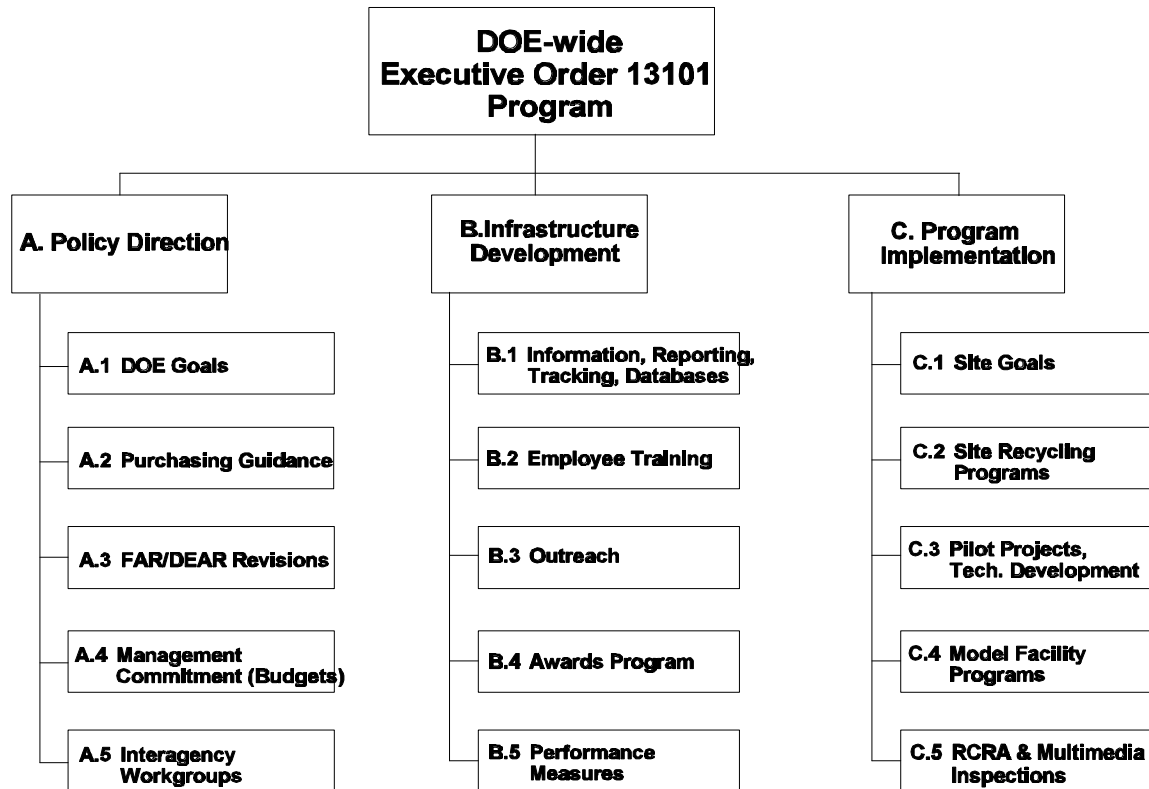 DOE-wide
Executive Order 13101
Program
A. Policy Direction
B.Infrastructure
Development
C. Program
Implementation
A.1 DOE Goals
A.2 Purchasing Guidance
A.3 FAR/DEAR Revisions
A.4 Management
Commitment (Budgets)
A.5 Interagency
Workgroups
B.1 Information, Reporting,
Tracking, Databases
B.2 Employee Training
B.3 Outreach
B.4 Awards Program
B.5 Performance
Measures
C.1 Site Goals
C.2 Site Recycling
Programs
C.3 Pilot Projects,
Tech. Development
C.4 Model Facility
Programs
C.5 RCRA & Multimedia
Inspections